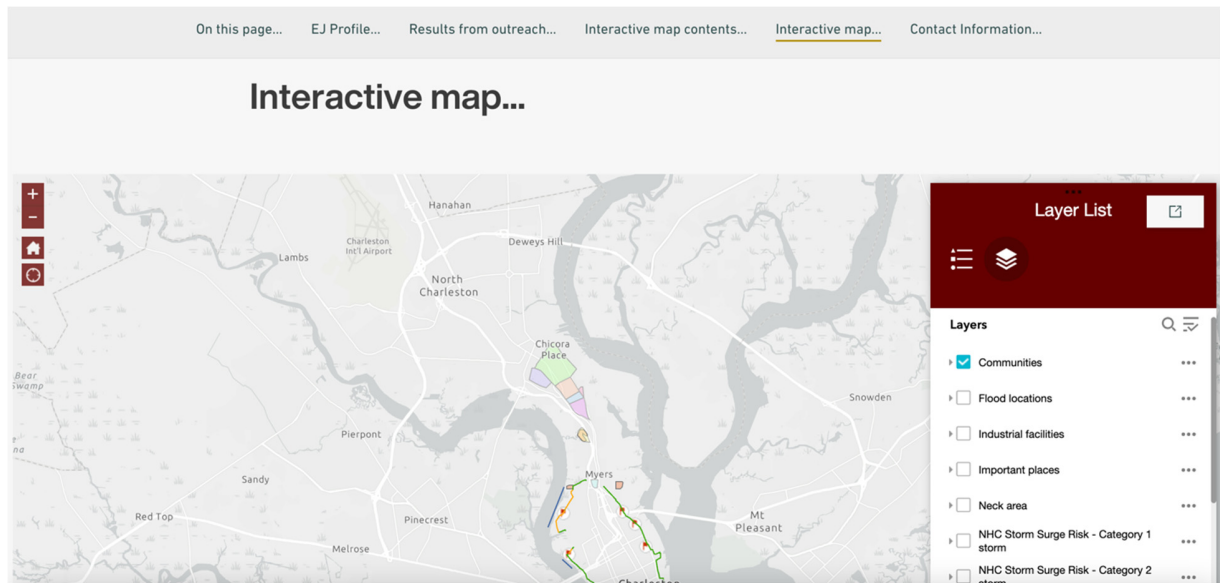 On this page... EJ Profile... Results from outreach... Interactive map contents... Interactive map... Contact Information...
Interactive map...
+
−
Layer List
Layers
Communities
Flood locations
Industrial facilities
Important places
Neck area
NHC Storm Surge Risk - Category 1
storm
NHC Storm Surge Risk - Category 2
storm
Hanahan
Charleston
Int'l Airport
Deweys Hill
Lambs
North
Charleston
Chicora
Place
Bear
Swamp
Snowden
Pierpont
na
Sandy
Myers
Red Top
Pinecrest
Mt
Pleasant
Melrose
Charleston